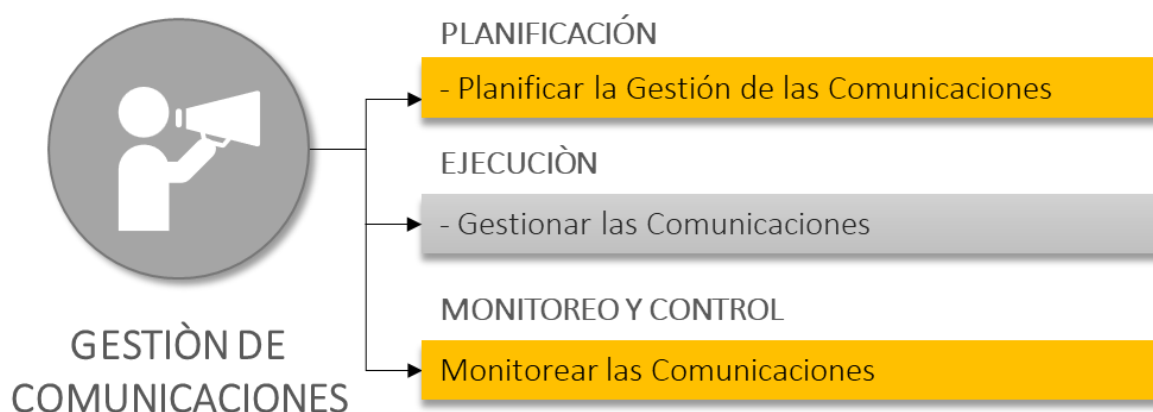 PLANIFICACIÓN
- Planificar la Gestión de las Comunicaciones
EJECUCIÒN
- Gestionar las Comunicaciones
MONITOREO Y CONTROL
Monitorear las Comunicaciones
GESTIÒN DE
COMUNICACIONES